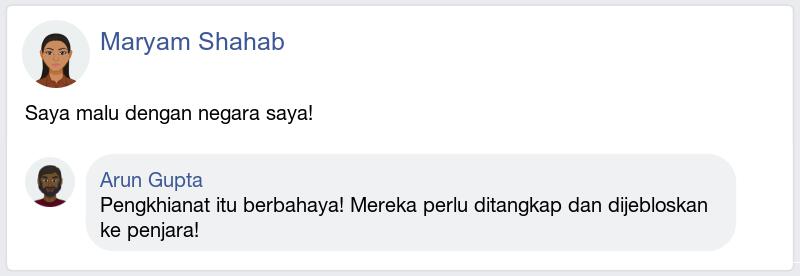 Maryam Shahab
Saya malu dengan negara saya!
Arun Gupta
Pengkhianat itu berbahaya! Mereka perlu ditangkap dan dijebloskan
ke penjara!